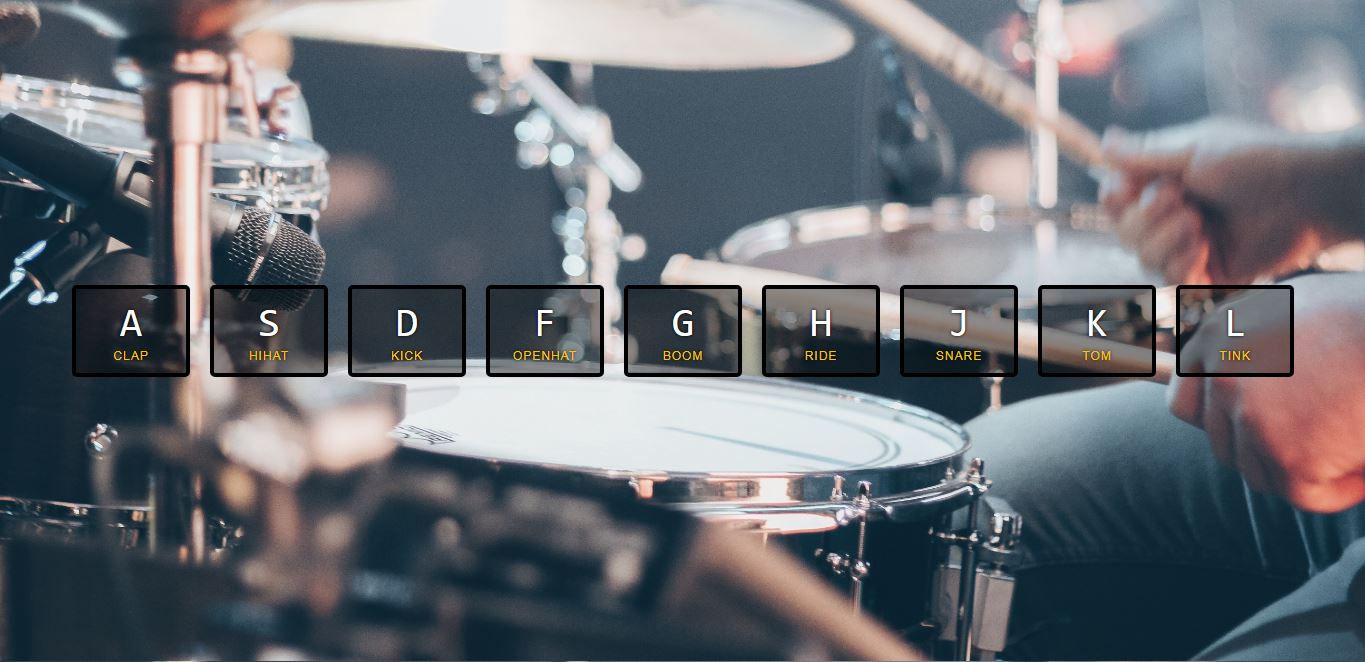 A S D F G H J K L
CLAP HIHAT KICK OPENHAT BOOM RIDE SNARE TOM TINK